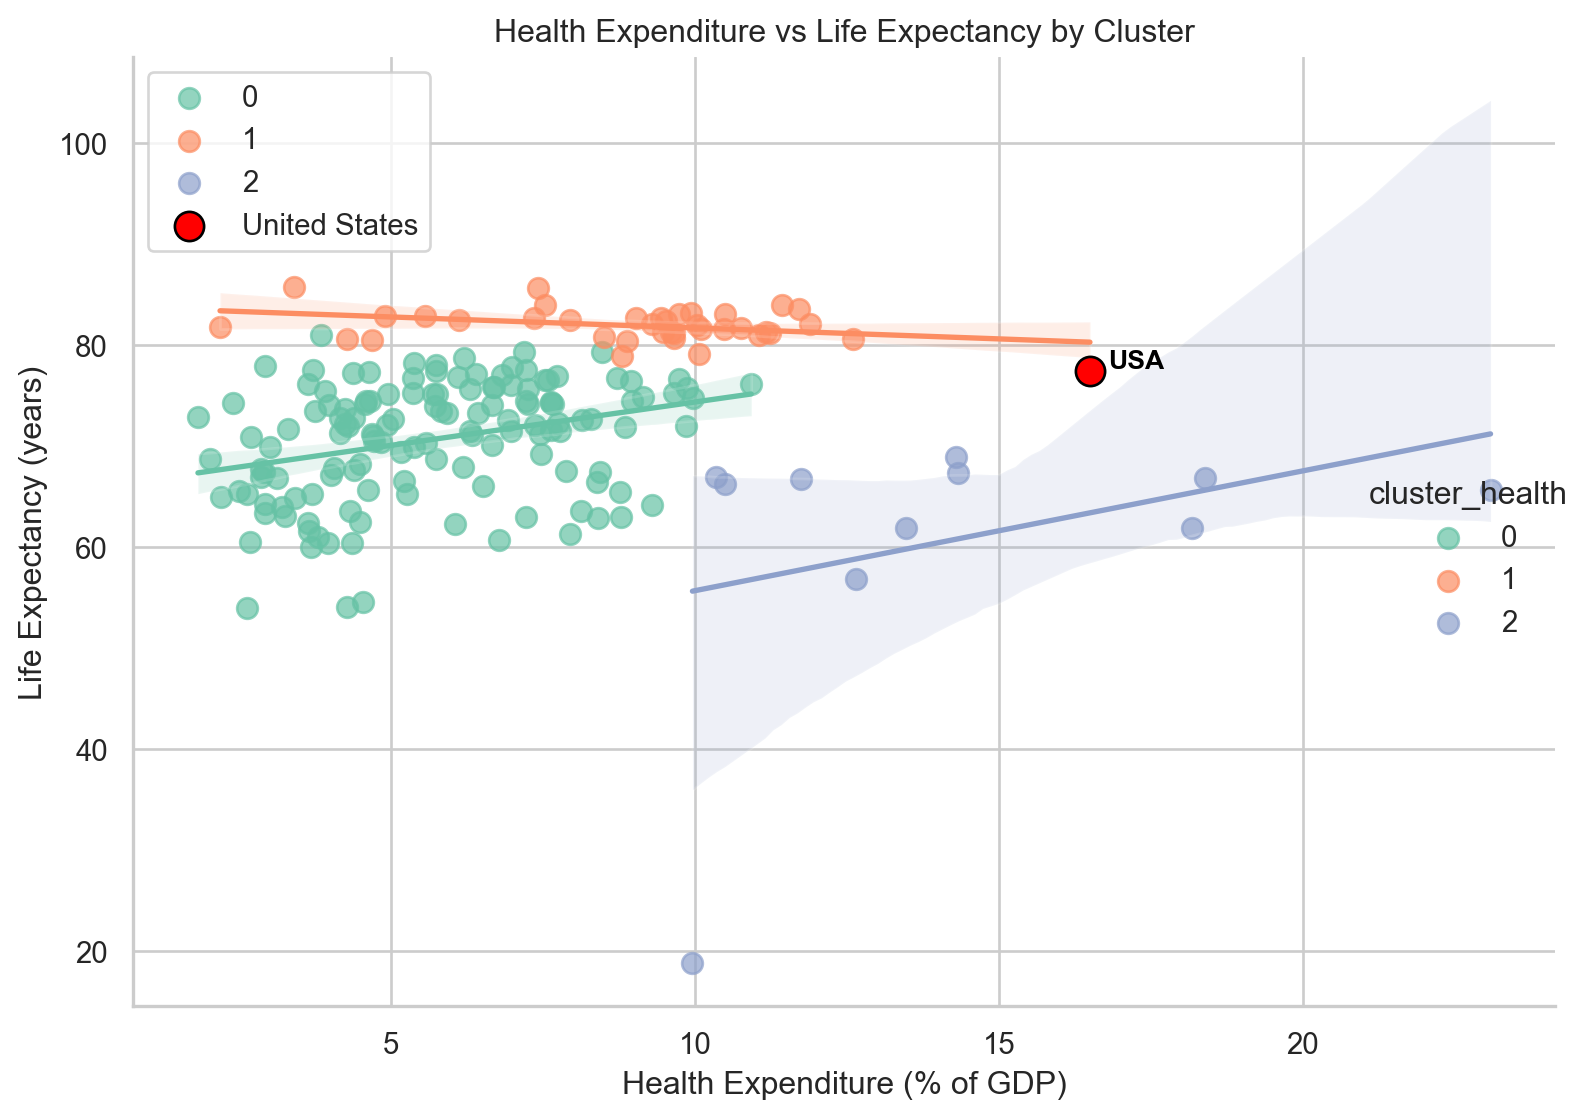 Health Expenditure vs Life Expectancy by Cluster
0
1
2
United States
100
80
60
40
20
Life Expectancy (years)
USA
cluster_health
0
1
2
5
10
15
20
Health Expenditure (% of GDP)